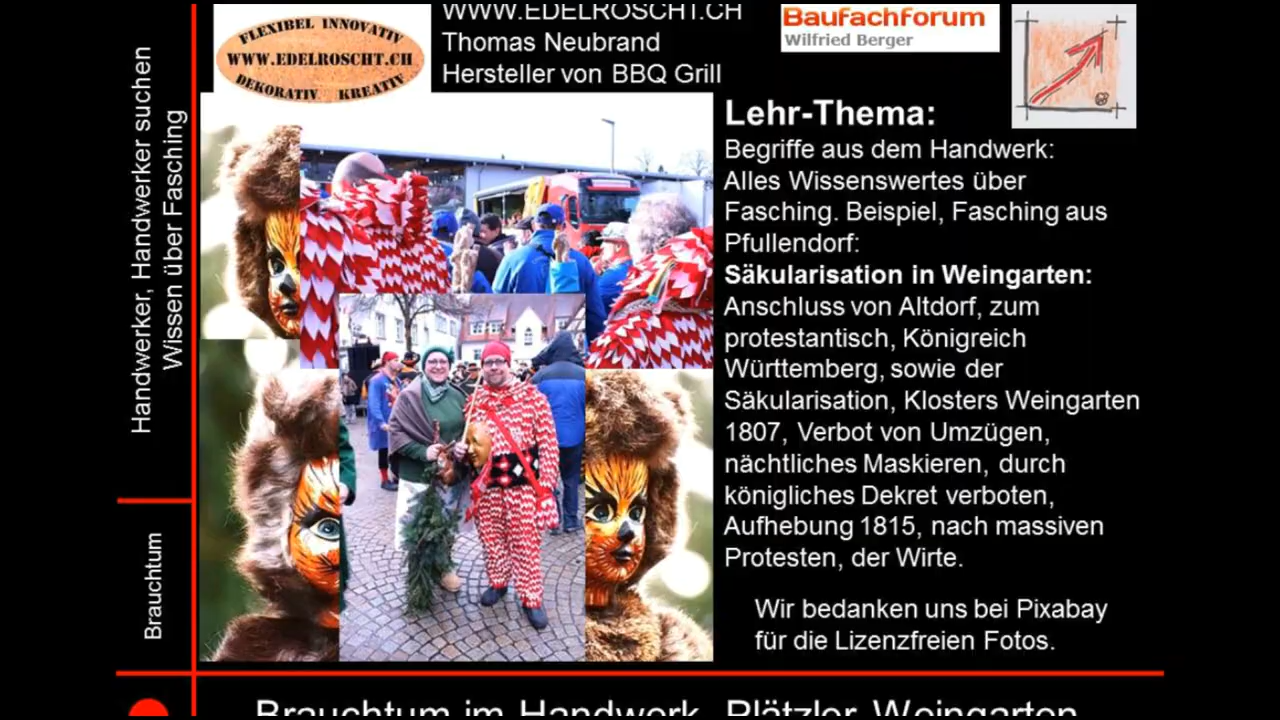 FLEXIBEL INNOVATIV
WWW.EDELROSCHT.CH
DEKORATIV KREATIV
WWW.EDELROSCHT.CH
Thomas Neubrand
Hersteller von BBQ Grill
Baufachforum
Wilfried Berger
Handwerker, Handwerker suchen
Wissen über Fasching
Brauchtum
Lehr-Thema:
Begriffe aus dem Handwerk:
Alles Wissenswertes über
Fasching. Beispiel, Fasching aus
Pfullendorf:
Säkularisation in Weingarten:
Anschluss von Altdorf, zum
protestantisch, Königreich
Württemberg, sowie der
Säkularisation, Klosters Weingarten
1807, Verbot von Umzügen,
nächtliches Maskieren, durch
königliches Dekret verboten,
Aufhebung 1815, nach massiven
Protesten, der Wirte.
Wir bedanken uns bei Pixabay
für die Lizenzfreien Fotos.
Brauchtum im Handwerk, Plätzler Weingarten